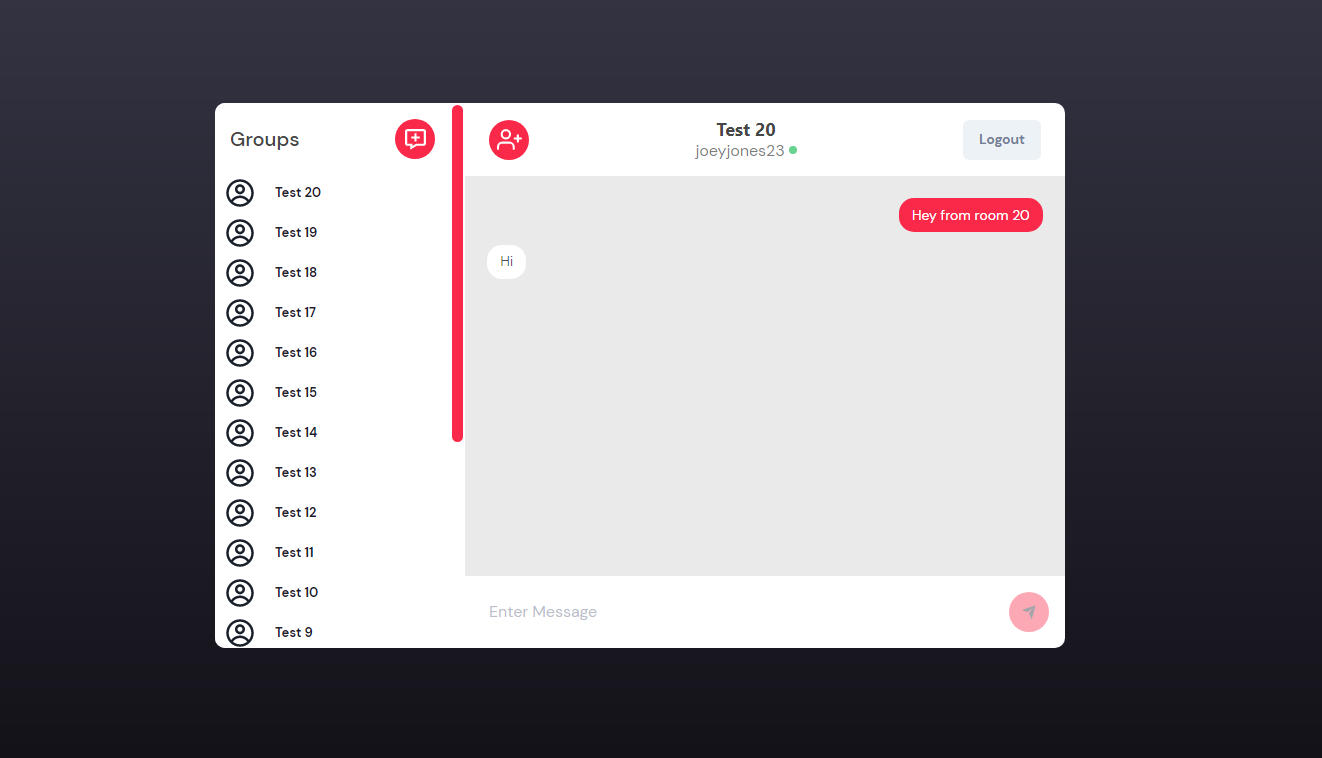 Groups
Test 20
Test 19
Test 18
Test 17
Test 16
Test 15
Test 14
Test 13
Test 12
Test 11
Test 10
Test 9
Test 20
joeyjones23
Logout
Hey from room 20
Hi
Enter Message